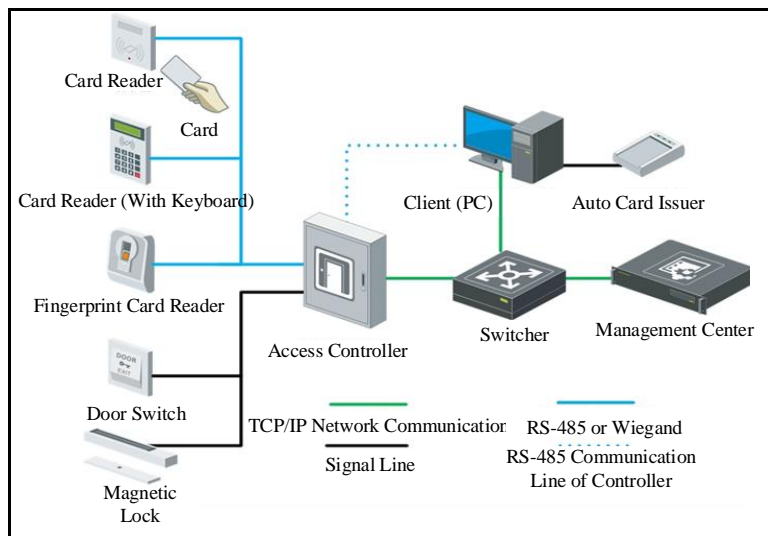 Card Reader
Card
Card Reader (With Keyboard)
Fingerprint Card Reader
DOOR
EXIT
Door Switch
Magnetic
Lock
Access Controller
Client (PC)
Auto Card Issuer
Switcher
Management Center
TCP/IP Network Communication
Signal Line
RS-485 or Wiegand
RS-485 Communication
Line of Controller